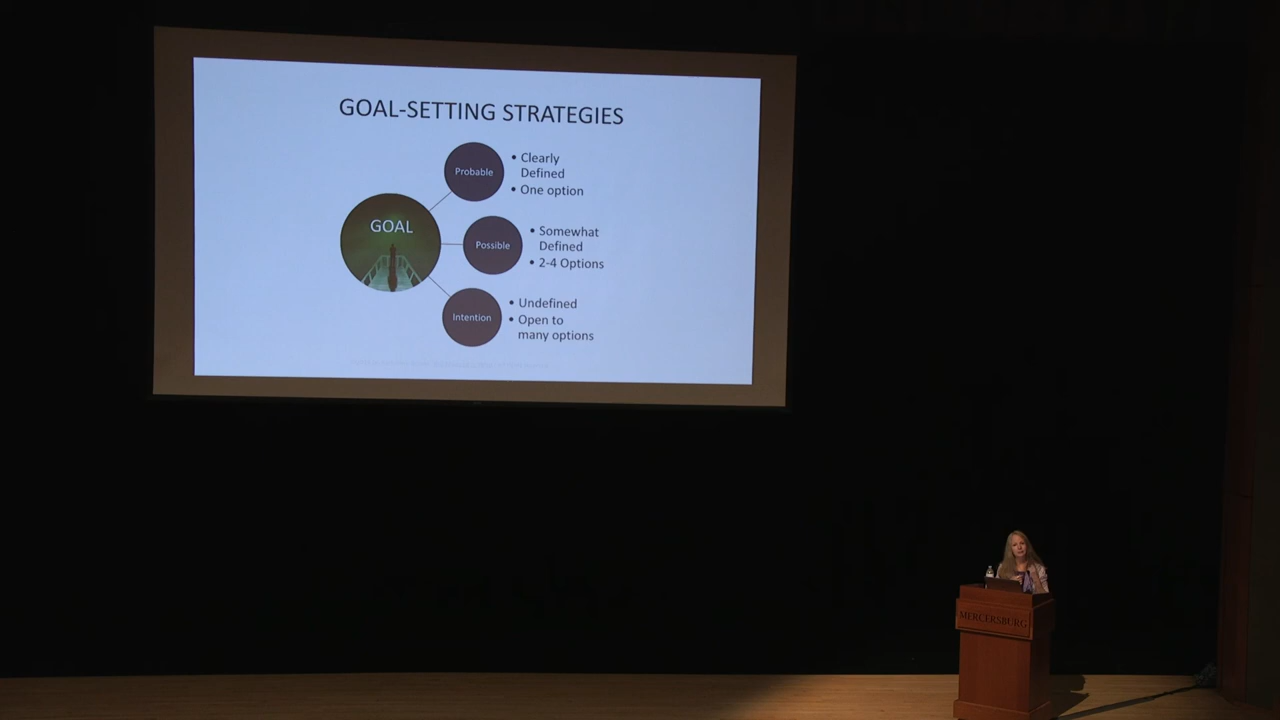 GOAL-SETTING STRATEGIES
GOAL
Probable
• Clearly
Defined
• One option
Possible
• Somewhat
Defined
• 2-4 Options
Intention
• Undefined
• Open to
many options
MERCERSBURG